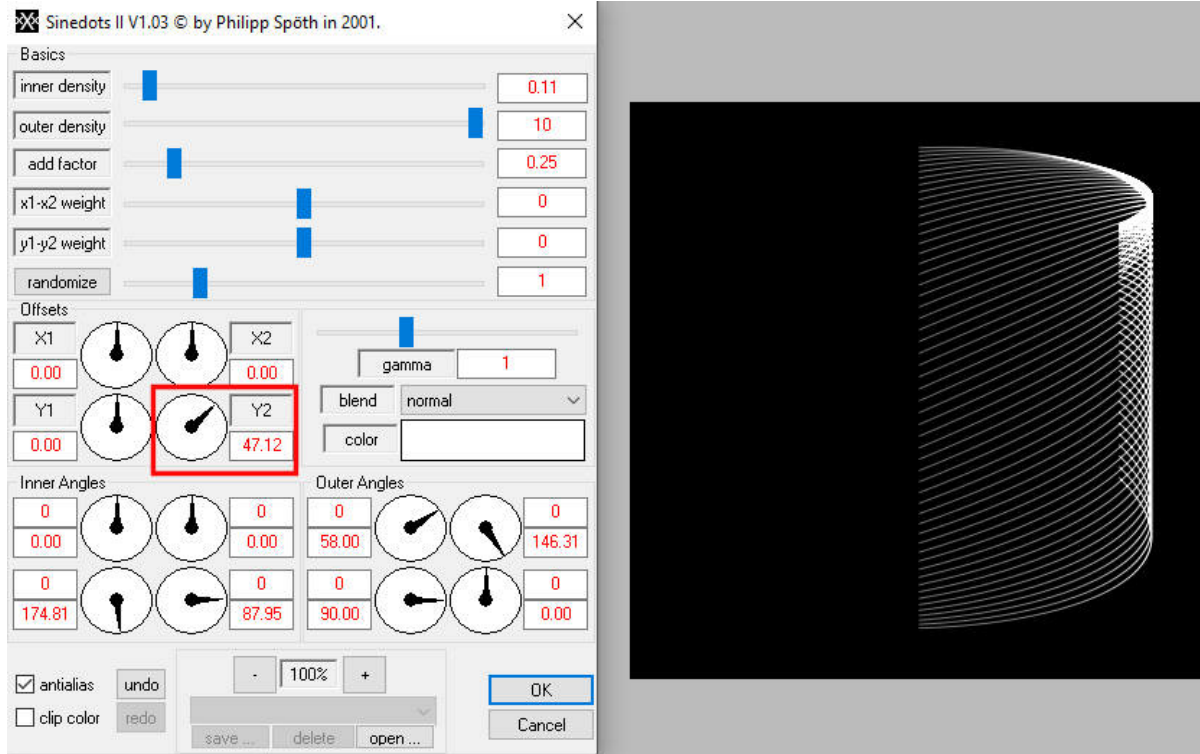 Sinedots II V1.03 © by Philipp Spöth in 2001.
Basics
inner density 0.11
outer density 10
add factor 0.25
x1-x2 weight 0
y1-y2 weight 0
randomize 1
Offsets
X1 X2
0.00 0.00
gamma 1
Y1 Y2
blend normal
0.00 47.12
color
Inner Angles Outer Angles
0 0 0 0
0.00 0.00 58.00 146.31
0 0 0 0
174.81 87.95 90.00 0.00
antialias undo - 100% +
OK
clip color redo
Cancel
save ... delete open ...